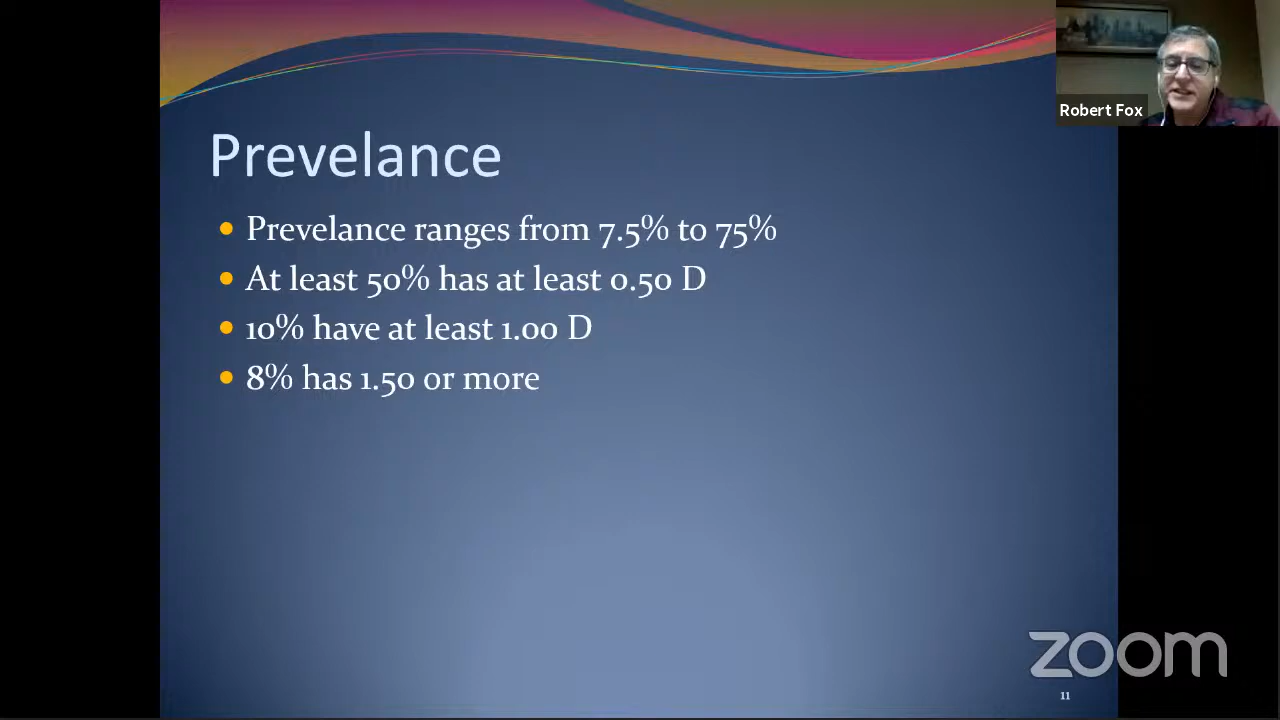 Robert Fox
Prevelance
Prevelance ranges from 7.5% to 75%
At least 50% has at least 0.50 D
10% have at least 1.00 D
8% has 1.50 or more
zoom
11